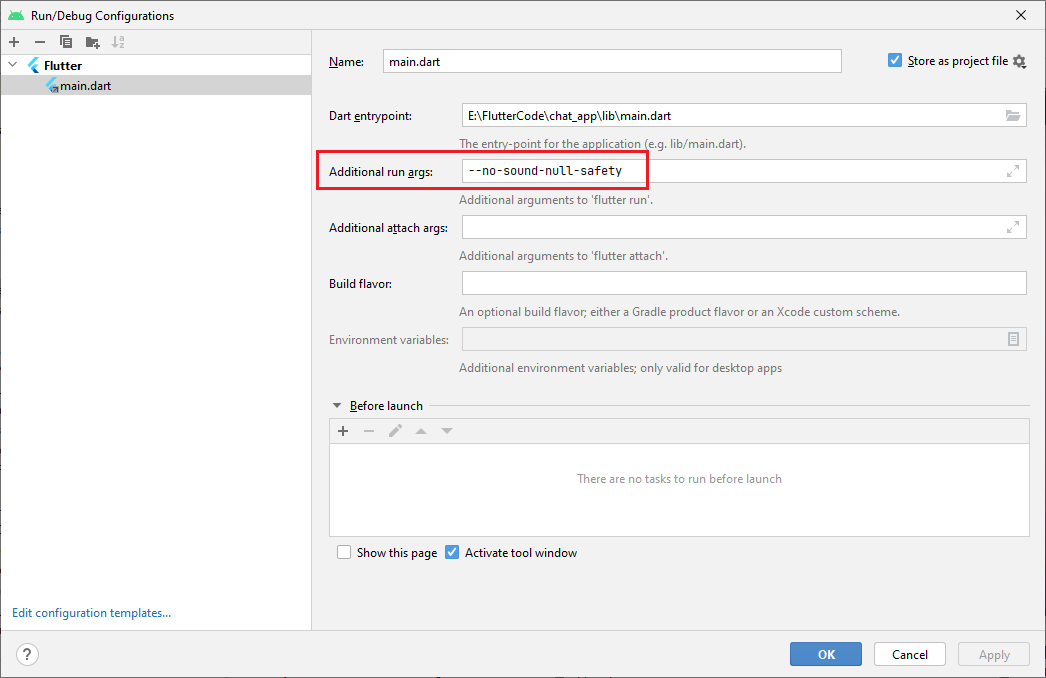 Run/Debug Configurations
Flutter
main.dart
Edit configuration templates...
Name: main.dart Store as project file
Dart entrypoint: E:\FlutterCode\chat_app\lib\main.dart
The entry-point for the application (e.g. lib/main.dart).
Additional run args: --no-sound-null-safety
Additional arguments to 'flutter run'.
Additional attach args:
Additional arguments to 'flutter attach'.
Build flavor:
An optional build flavor; either a Gradle product flavor or an Xcode custom scheme.
Environment variables:
Additional environment variables; only valid for desktop apps
Before launch
There are no tasks to run before launch
Show this page Activate tool window
? OK Cancel Apply